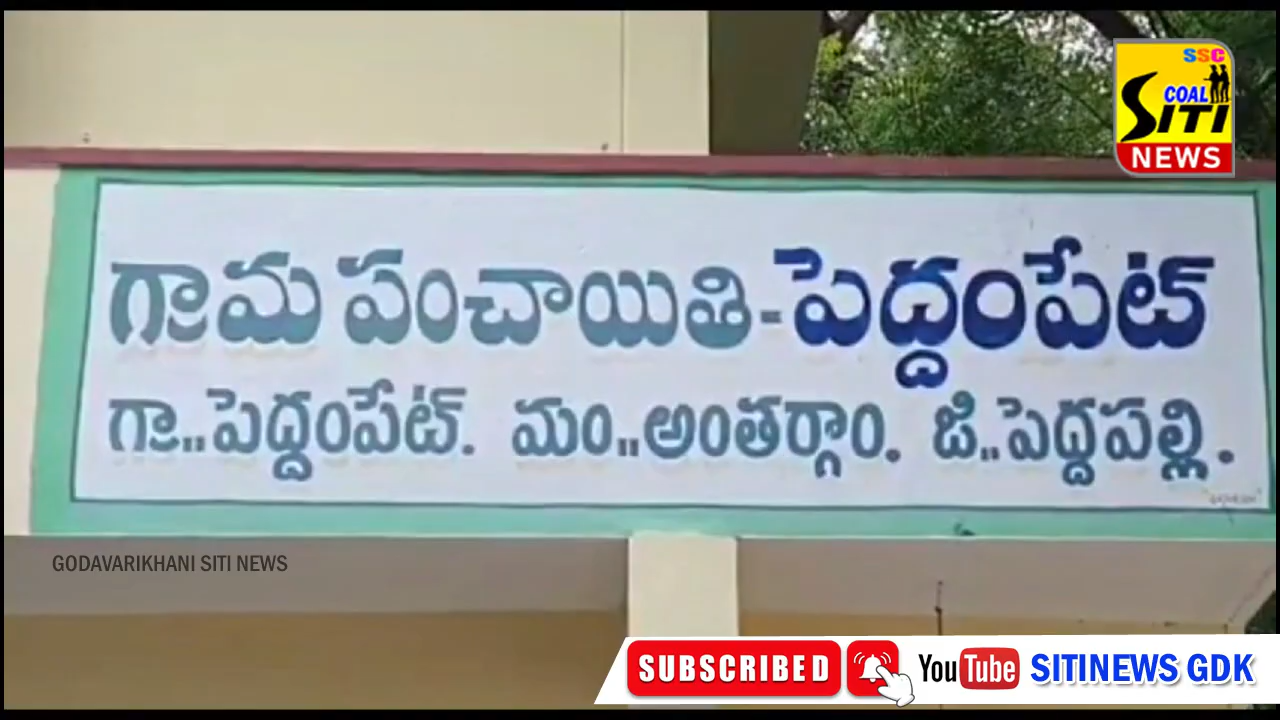 SSC
COAL
SITI
NEWS
గ్రామ పంచాయితి-పెద్దంపేట్
గ్రా..పెద్దంపేట్. మం..అంతర్గాం. జి..పెద్దపల్లి.
GODAVARIKHANI SITI NEWS
SUBSCRIBED YouTube SITINEWS GDK